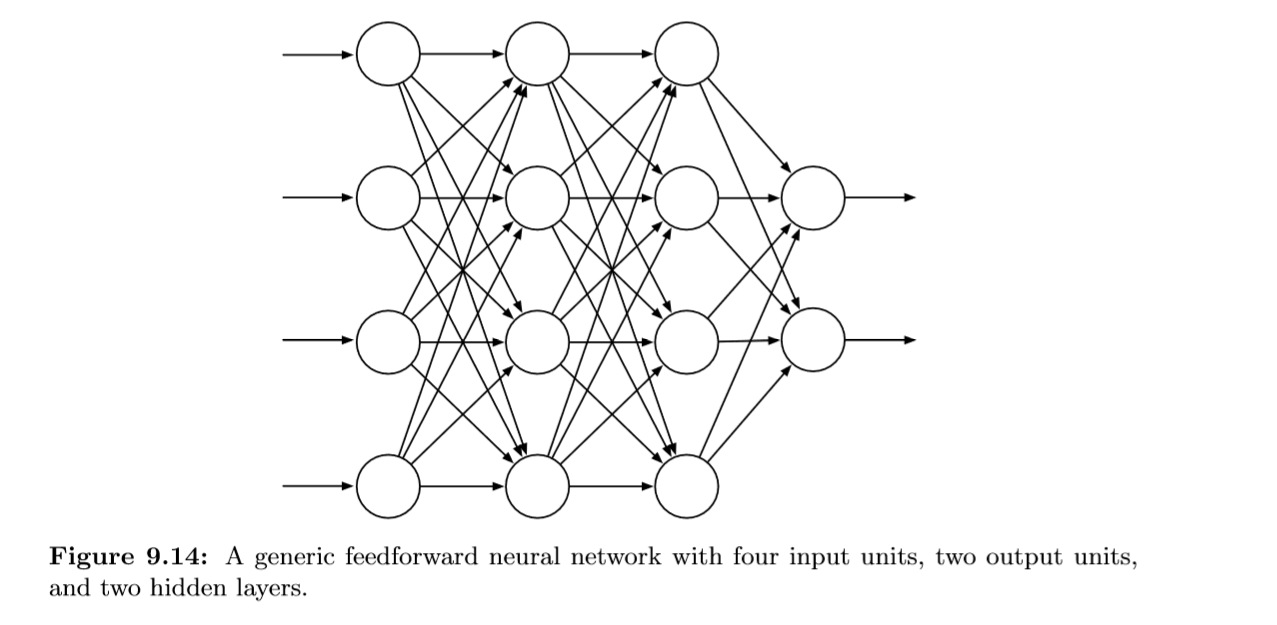 Figure 9.14: A generic feedforward neural network with four input units, two output units,
and two hidden layers.